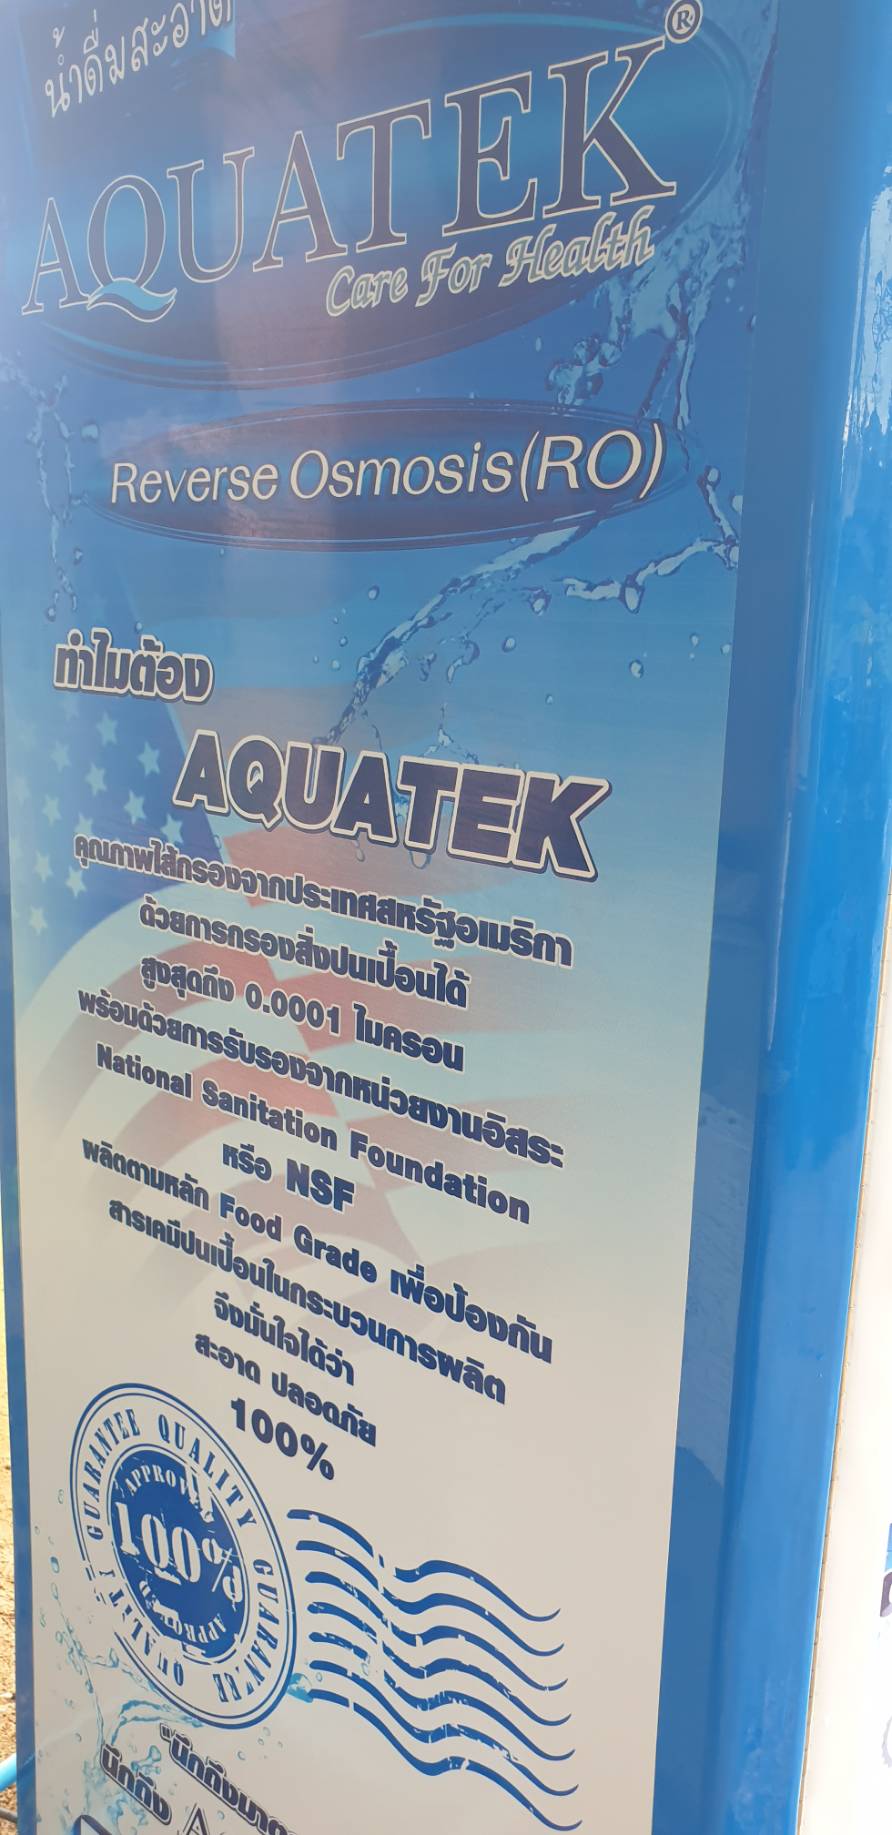 น้ำดื่มสะอาด
AQUATEK®
Care For Health
Reverse Osmosis(RO)
ทำไมต้อง
AQUATEK
คุณภาพไส้กรองจากประเทศสหรัฐอเมริกา
ด้วยการกรองสิ่งปนเปื้อนได้
สูงสุดถึง 0.0001 ไมครอน
พร้อมด้วยการรับรองจากหน่วยงานอิสระ
National Sanitation Foundation
หรือ NSF
ผลิตตามหลัก Food Grade เพื่อป้องกัน
สารเคมีปนเปื้อนในกระบวนการผลิต
จึงมั่นใจได้ว่า
สะอาด ปลอดภัย
100%
QUALITY GUARANTEE QUALITY GUARANTEE
APPROVED
100%
APPROVED
"นึกถึง
นึกถึง